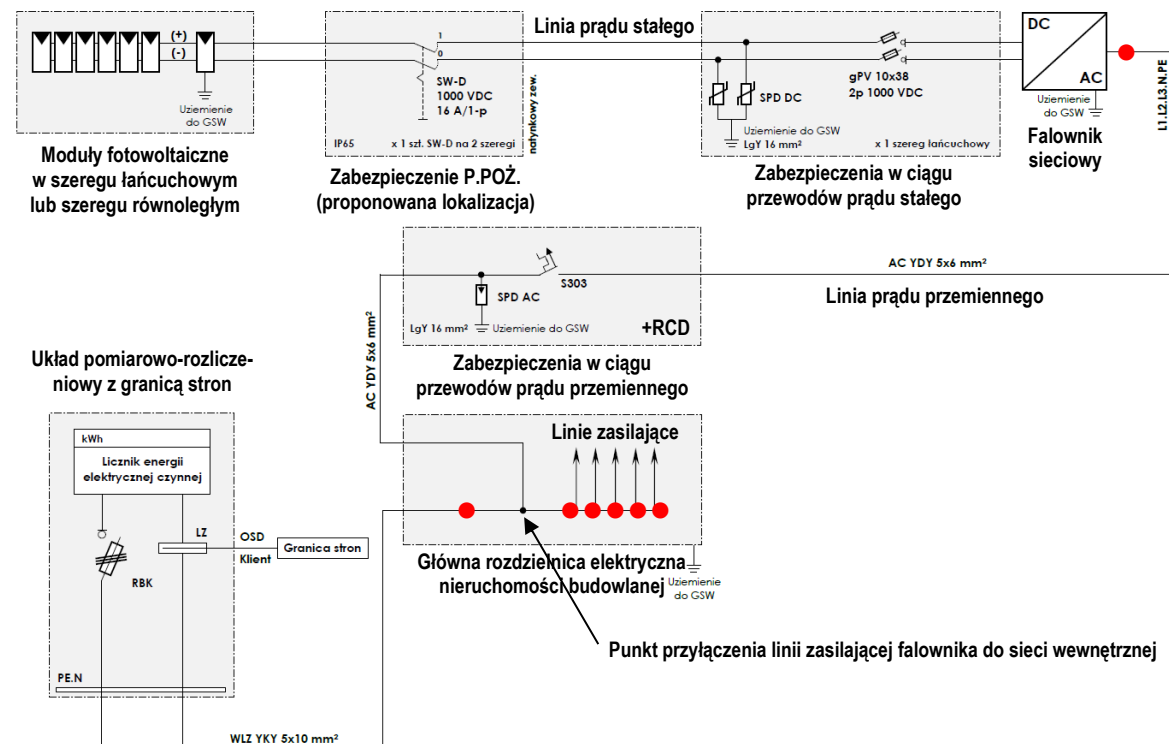 (+)
(-)
Uziemienie
do GSW
Moduły fotowoltaiczne
w szeregu łańcuchowym
lub szeregu równoległym
1
0
SW-D
1000 VDC
16 A/1-p
IP65
x 1 szt. SW-D na 2 szeregi
natynkowy zew.
Zabezpieczenie P.POŻ.
(proponowana lokalizacja)
Linia prądu stałego
SPD DC
gPV 10x38
2p 1000 VDC
Uziemienie do GSW
LgY 16 mm²
x 1 szereg łańcuchowy
Zabezpieczenia w ciągu
przewodów prądu stałego
DC
AC
Uziemienie
do GSW
Falownik
sieciowy
L1.L2.L3.N.PE
AC YDY 5x6 mm²
Linia prądu przemiennego
S303
SPD AC
LgY 16 mm²
Uziemienie do GSW
+RCD
Zabezpieczenia w ciągu
przewodów prądu przemiennego
AC YDY 5x6 mm²
Układ pomiarowo-rozlicze-
niowy z granicą stron
kWh
Licznik energii
elektrycznej czynnej
LZ
OSD
Klient
Granica stron
RBK
PE.N
WLZ YKY 5x10 mm²
Linie zasilające
Główna rozdzielnica elektryczna
nieruchomości budowlanej
Uziemienie
do GSW
Punkt przyłączenia linii zasilającej falownika do sieci wewnętrznej